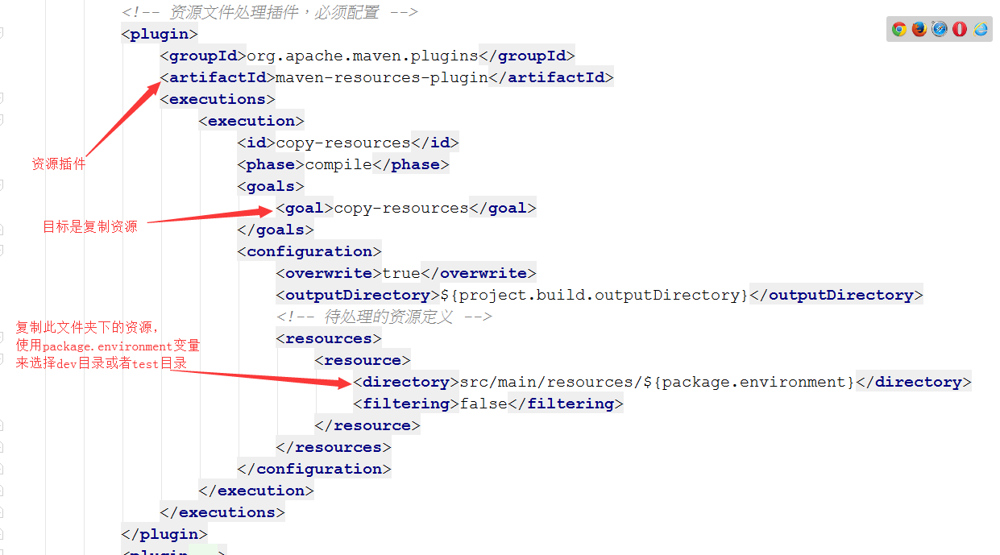 <!-- 资源文件处理插件，必须配置 -->
<plugin>
<groupId>org.apache.maven.plugins</groupId>
<artifactId>maven-resources-plugin</artifactId>
<executions>
<execution>
<id>copy-resources</id>
资源插件
<phase>compile</phase>
<goals>
<goal>copy-resources</goal>
目标是复制资源
</goals>
<configuration>
<overwrite>true</overwrite>
<outputDirectory>${project.build.outputDirectory}</outputDirectory>
<!-- 待处理的资源定义 -->
复制此文件夹下的资源，
使用package.environment变量
来选择dev目录或者test目录
<resources>
<resource>
<directory>src/main/resources/${package.environment}</directory>
<filtering>false</filtering>
</resource>
</resources>
</configuration>
</execution>
</executions>
</plugin>
<plugin>